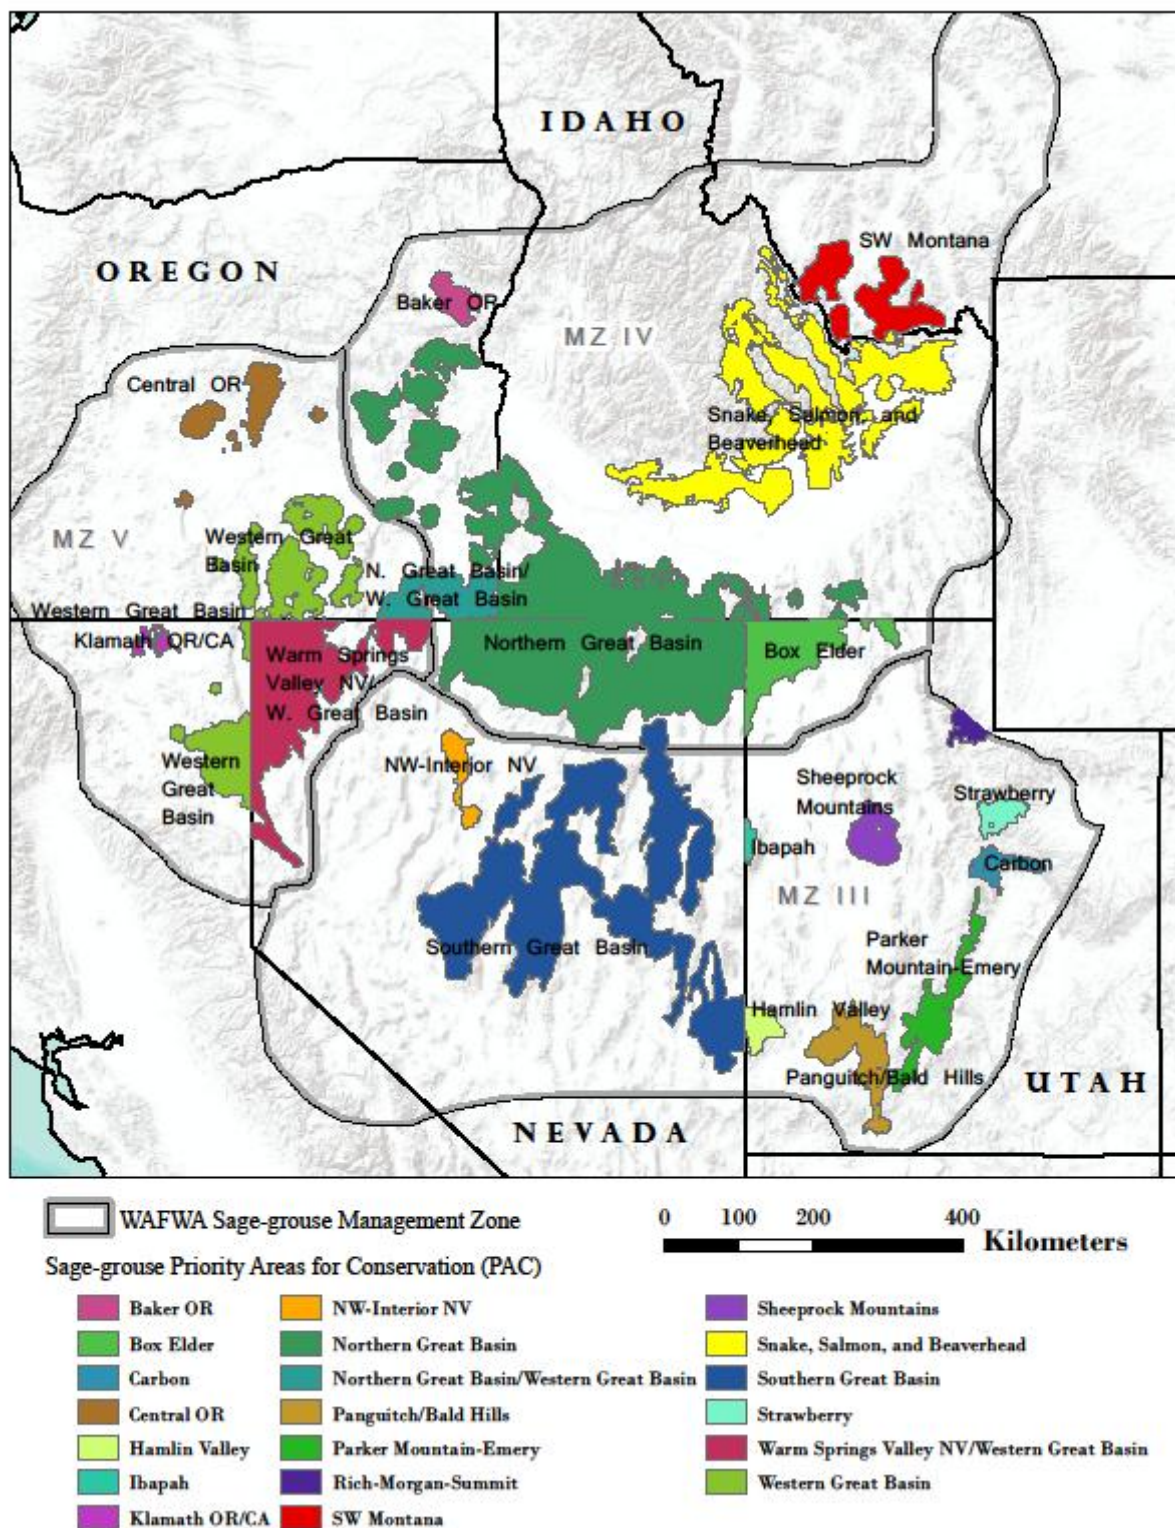 IDAHO
SW Montana
OREGON
Baker OR
MZ IV
Central OR
Snake, Salmon, and
Beaverhead
MZ V
Western Great
Basin
N. Great Basin/
W. Great Basin
Western Great Basin
Klamath OR/CA
Warm Springs
Valley NV/
W. Great Basin
Northern Great Basin
Box Elder
NW-Interior NV
Western
Great
Basin
Sheeprock
Mountains
Strawberry
Ibapah
Carbon
MZ III
Southern Great Basin
Parker
Mountain-Emery
Hamlin Valley
Panguitch/Bald Hills
UTAH
NEVADA
WAFWA Sage-grouse Management Zone
0 100 200 400
Kilometers
Sage-grouse Priority Areas for Conservation (PAC)
Baker OR
Box Elder
Carbon
Central OR
Hamlin Valley
Ibapah
Klamath OR/CA
NW-Interior NV
Northern Great Basin
Northern Great Basin/Western Great Basin
Panguitch/Bald Hills
Parker Mountain-Emery
Rich-Morgan-Summit
SW Montana
Sheeprock Mountains
Snake, Salmon, and Beaverhead
Southern Great Basin
Strawberry
Warm Springs Valley NV/Western Great Basin
Western Great Basin